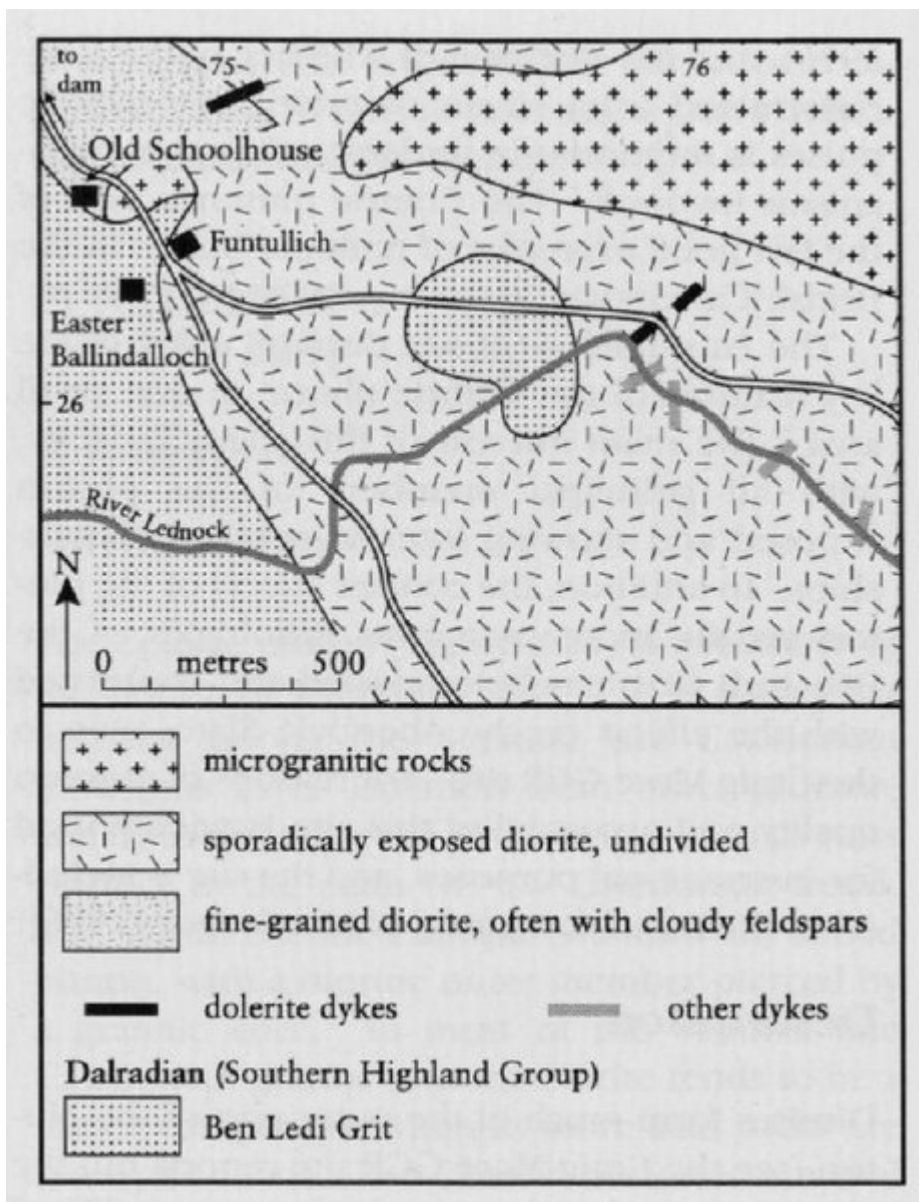 to
dam
75
76
Old Schoolhouse
Funtullich
Easter
Ballindalloch
26
River Lednock
N
0 metres 500
microgranitic rocks
sporadically exposed diorite, undivided
fine-grained diorite, often with cloudy feldspars
dolerite dykes
other dykes
Dalradian (Southern Highland Group)
Ben Ledi Grit